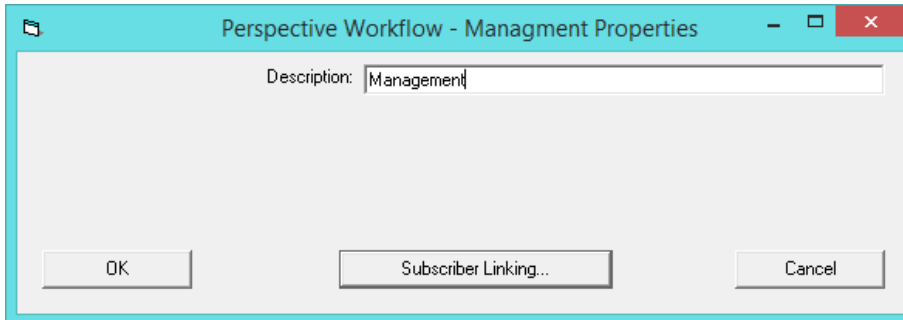 Perspective Workflow - Managment Properties
Description: Management
OK Subscriber Linking... Cancel